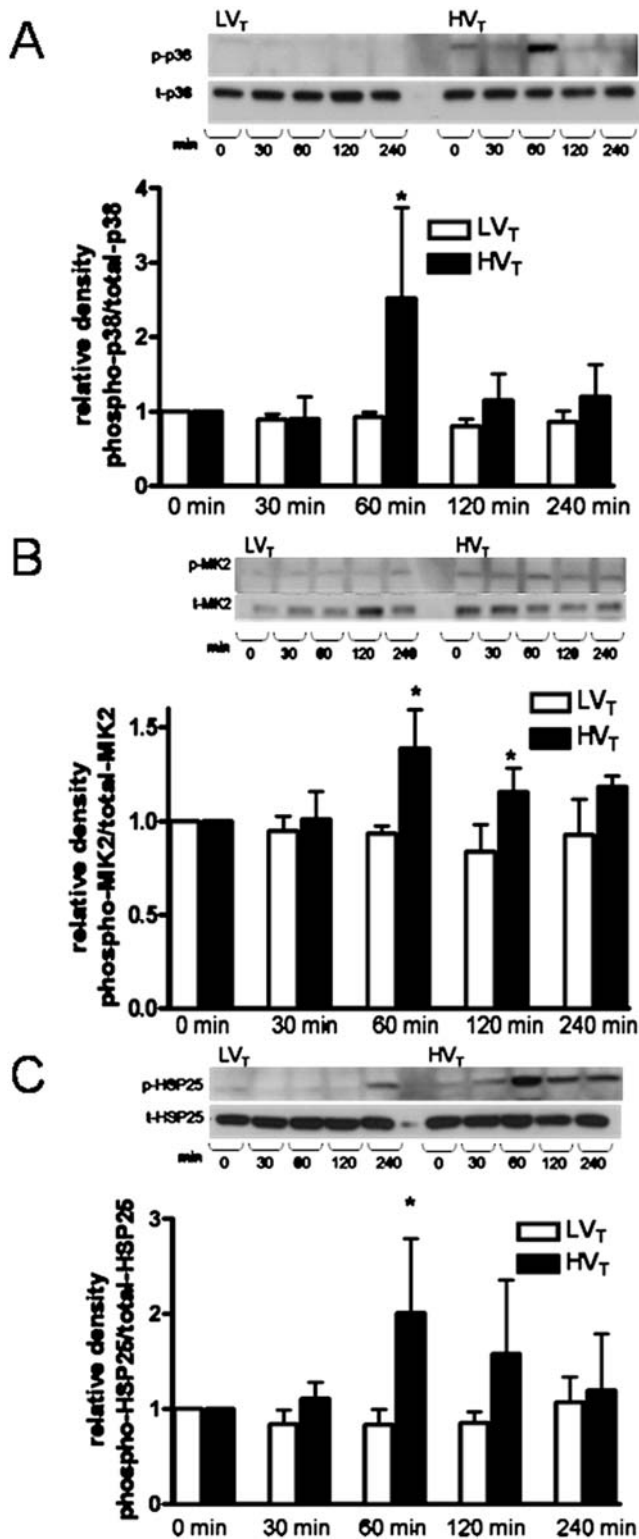 A
LVT HVT
p-p38
t-p38
min 0 30 60 120 240 0 30 60 120 240
relative density
phospho-p38/total-p38
4
3
2
1
0
*
LVT
HVT
0 min 30 min 60 min 120 min 240 min
B
LVT HVT
p-MK2
t-MK2
min 0 30 60 120 240 0 30 60 120 240
relative density
phospho-MK2/total-MK2
1.5
1.0
0.5
0.0
* *
LVT
HVT
0 min 30 min 60 min 120 min 240 min
C
LVT HVT
p-HSP25
t-HSP25
min 0 30 60 120 240 0 30 60 120 240
relative density
phospho-HSP25/total-HSP25
3
2
1
0
*
LVT
HVT
0 min 30 min 60 min 120 min 240 min